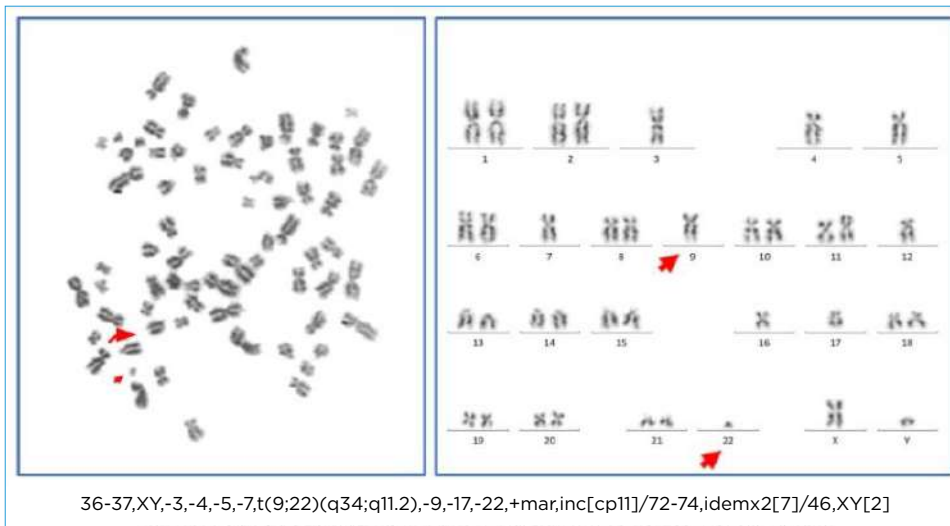 1 2 3 4 5
6 7 8 9 10 11 12
13 14 15 16 17 18
19 20 21 22 X Y
36-37,XY,-3,-4,-5,-7,t(9;22)(q34;q11.2),-9,-17,-22,+mar,inc[cp11]/72-74,idemx2[7]/46,XY[2]